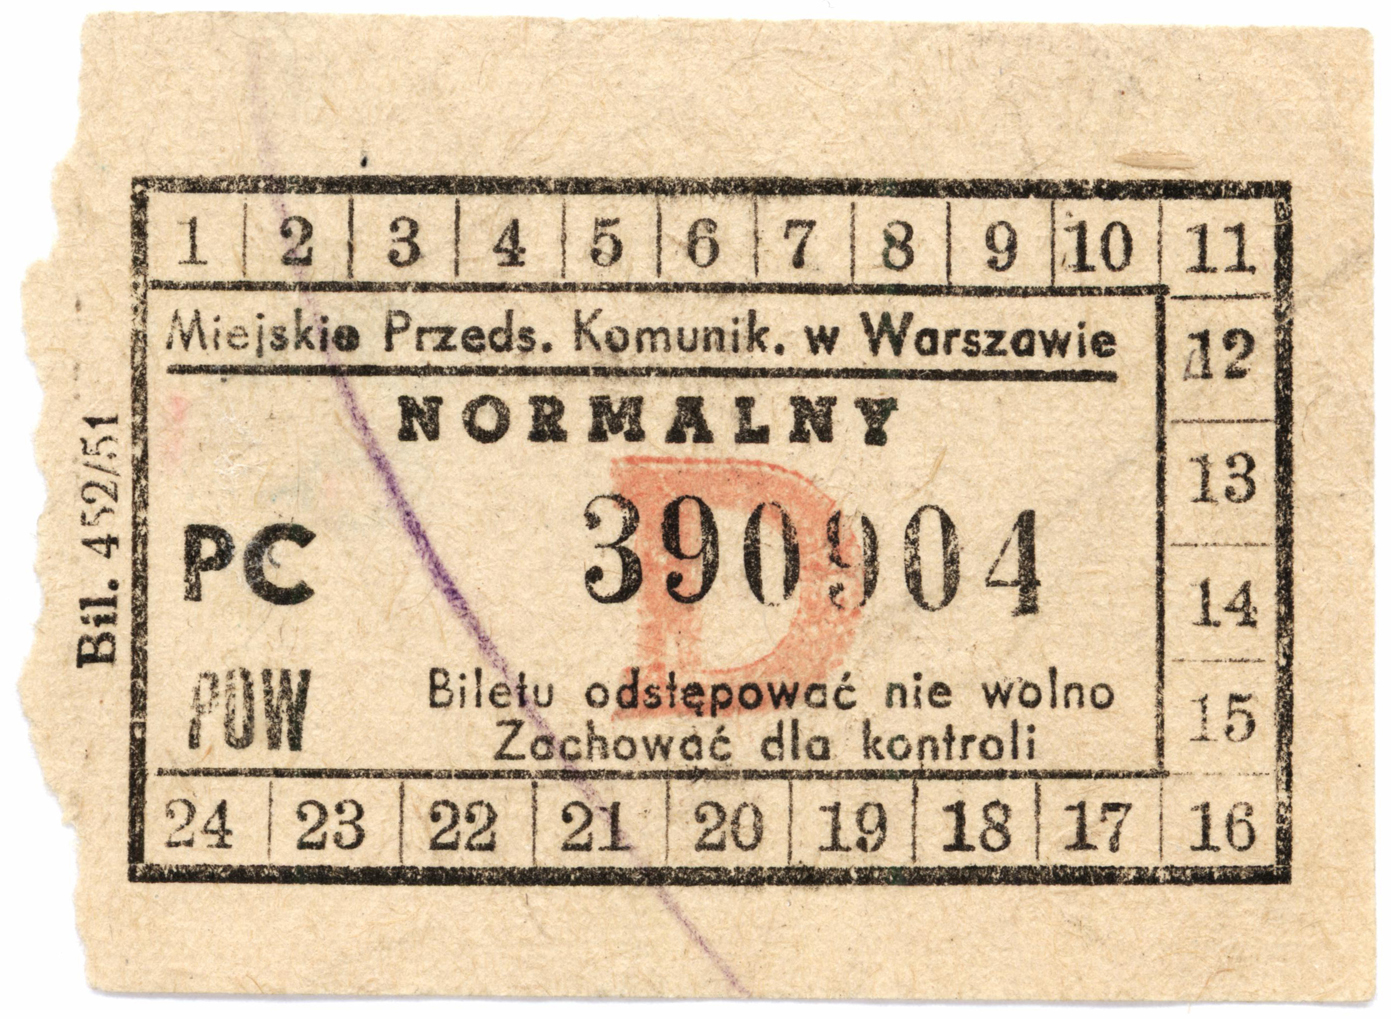 1 2 3 4 5 6 7 8 9 10 11
Miejskie Przeds. Komunik. w Warszawie
12
NORMALNY
13
D
PC 390904
14
POW
Biletu odstępować nie wolno
15
Zachować dla kontroli
24 23 22 21 20 19 18 17 16
Bil. 452/51